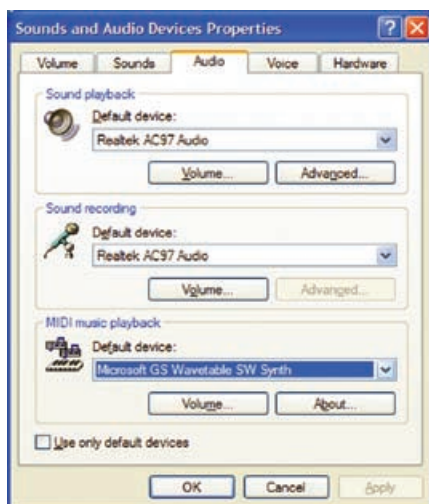 Sounds and Audio Devices Properties
Volume Sounds Audio Voice Hardware
Sound playback
Default device:
Realtek AC97 Audio
Volume... Advanced...
Sound recording
Default device:
Realtek AC97 Audio
Volume... Advanced...
MIDI music playback
Default device:
Microsoft GS Wavetable SW Synth
Volume... About...
Use only default devices
OK Cancel Apply